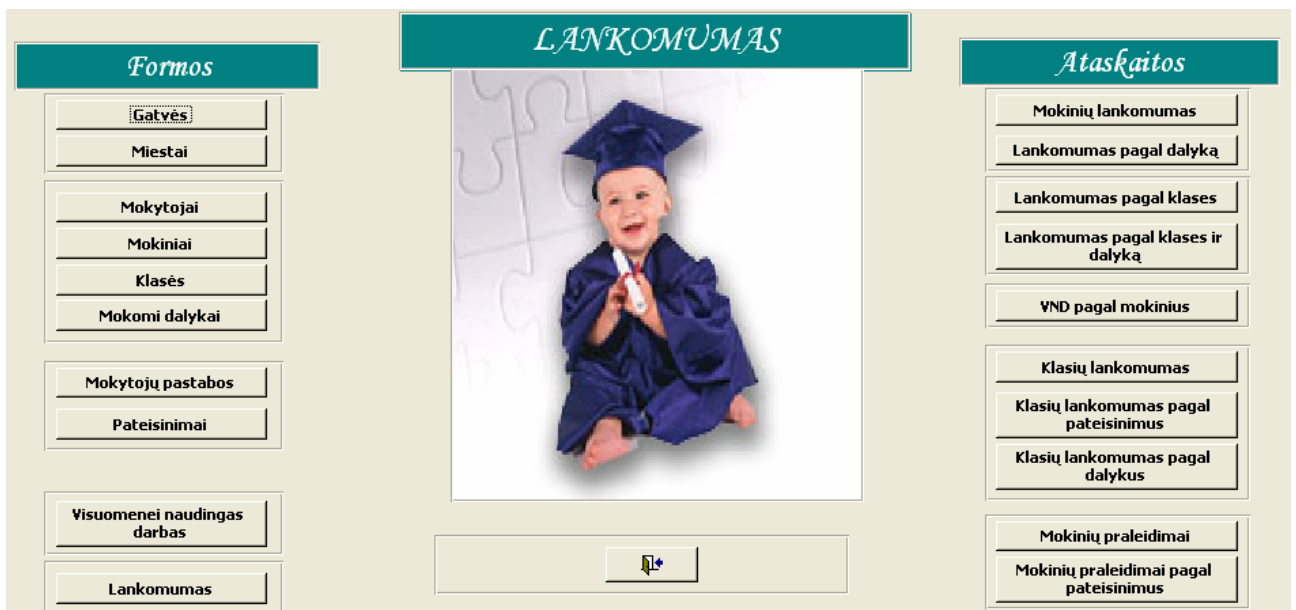 LANKOMUMAS
Formos
Gatvės
Miestai
Mokytojai
Mokiniai
Klasės
Mokomi dalykai
Mokytojų pastabos
Pateisinimai
Visuomenei naudingas
darbas
Lankomumas
Ataskaitos
Mokinių lankomumas
Lankomumas pagal dalyką
Lankomumas pagal klases
Lankomumas pagal klases ir
dalyką
VND pagal mokinius
Klasių lankomumas
Klasių lankomumas pagal
pateisinimus
Klasių lankomumas pagal
dalykus
Mokinių praleidimai
Mokinių praleidimai pagal
pateisinimus